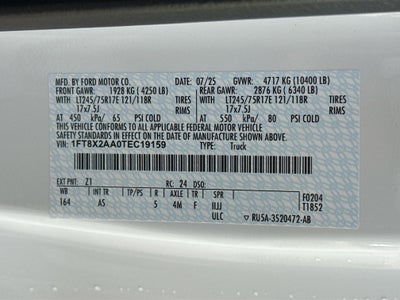 MFD. BY FORD MOTOR CO. 07/25 GVWR: 4717 KG (10400 LB)
FRONT GAWR: 1928 KG ( 4250 LB) REAR GAWR: 2876 KG ( 6340 LB)
WITH LT245/75R17E 121/118R TIRES WITH LT245/75R17E 121/118R TIRES
17x7.5J RIMS 17x7.5J RIMS
AT 450 kPa/ 65 PSI COLD AT 550 kPa/ 80 PSI COLD
THIS VEHICLE CONFORMS TO ALL APPLICABLE FEDERAL MOTOR VEHICLE
SAFETY STANDARDS IN EFFECT ON THE DATE OF MANUFACTURE SHOWN ABOVE.
VIN: 1FT8X2AA0TEC19159 TYPE: Truck
EXT PNT: Z1 RC: 24 DSO:
WB INT TR TP/PS R AXLE TR SPR F0204
164 AS 5 4M F IIJJ T1852
ULC RU5A-3520472-AB